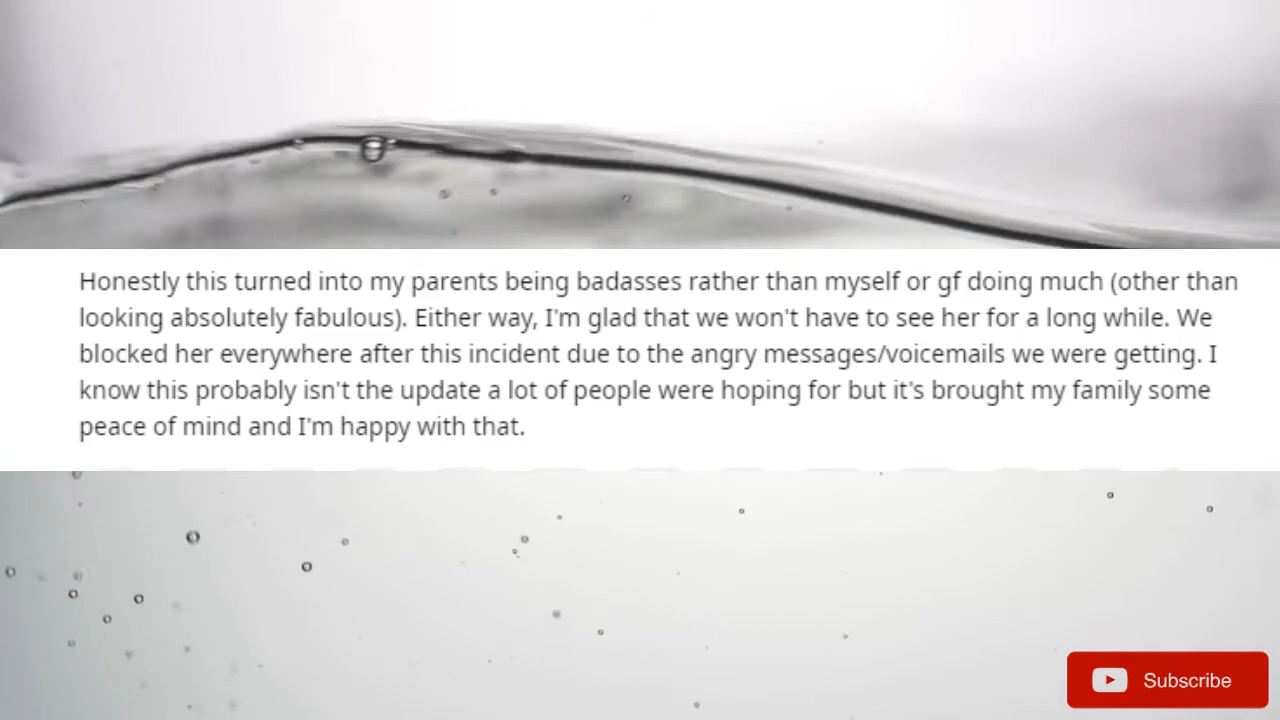 Honestly this turned into my parents being badasses rather than myself or gf doing much (other than
looking absolutely fabulous). Either way, I'm glad that we won't have to see her for a long while. We
blocked her everywhere after this incident due to the angry messages/voicemails we were getting. I
know this probably isn't the update a lot of people were hoping for but it's brought my family some
peace of mind and I'm happy with that.
Subscribe